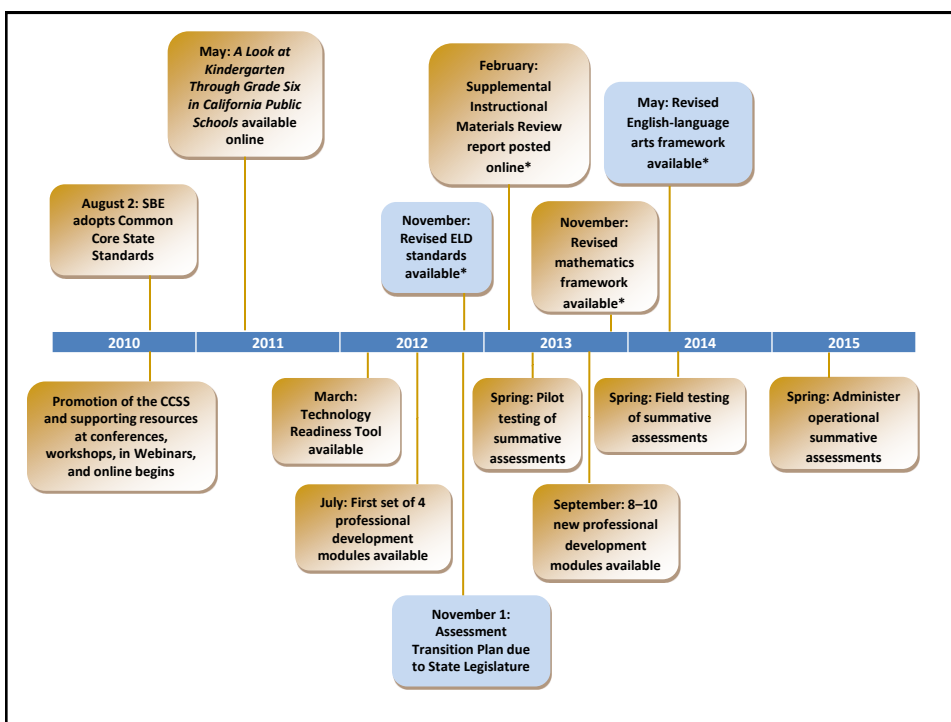 May: A Look at
Kindergarten
Through Grade Six
in California Public
Schools available
online
February:
Supplemental
Instructional
Materials Review
report posted
online*
May: Revised
English-language
arts framework
available*
August 2: SBE
adopts Common
Core State
Standards
November:
Revised ELD
standards
available*
November:
Revised
mathematics
framework
available*
2010
2011
2012
2013
2014
2015
Promotion of the CCSS
and supporting resources
at conferences,
workshops, in Webinars,
and online begins
March:
Technology
Readiness Tool
available
Spring: Pilot
testing of
summative
assessments
Spring: Field testing
of summative
assessments
Spring: Administer
operational
summative
assessments
July: First set of 4
professional
development
modules available
September: 8–10
new professional
development
modules available
November 1:
Assessment
Transition Plan due
to State Legislature